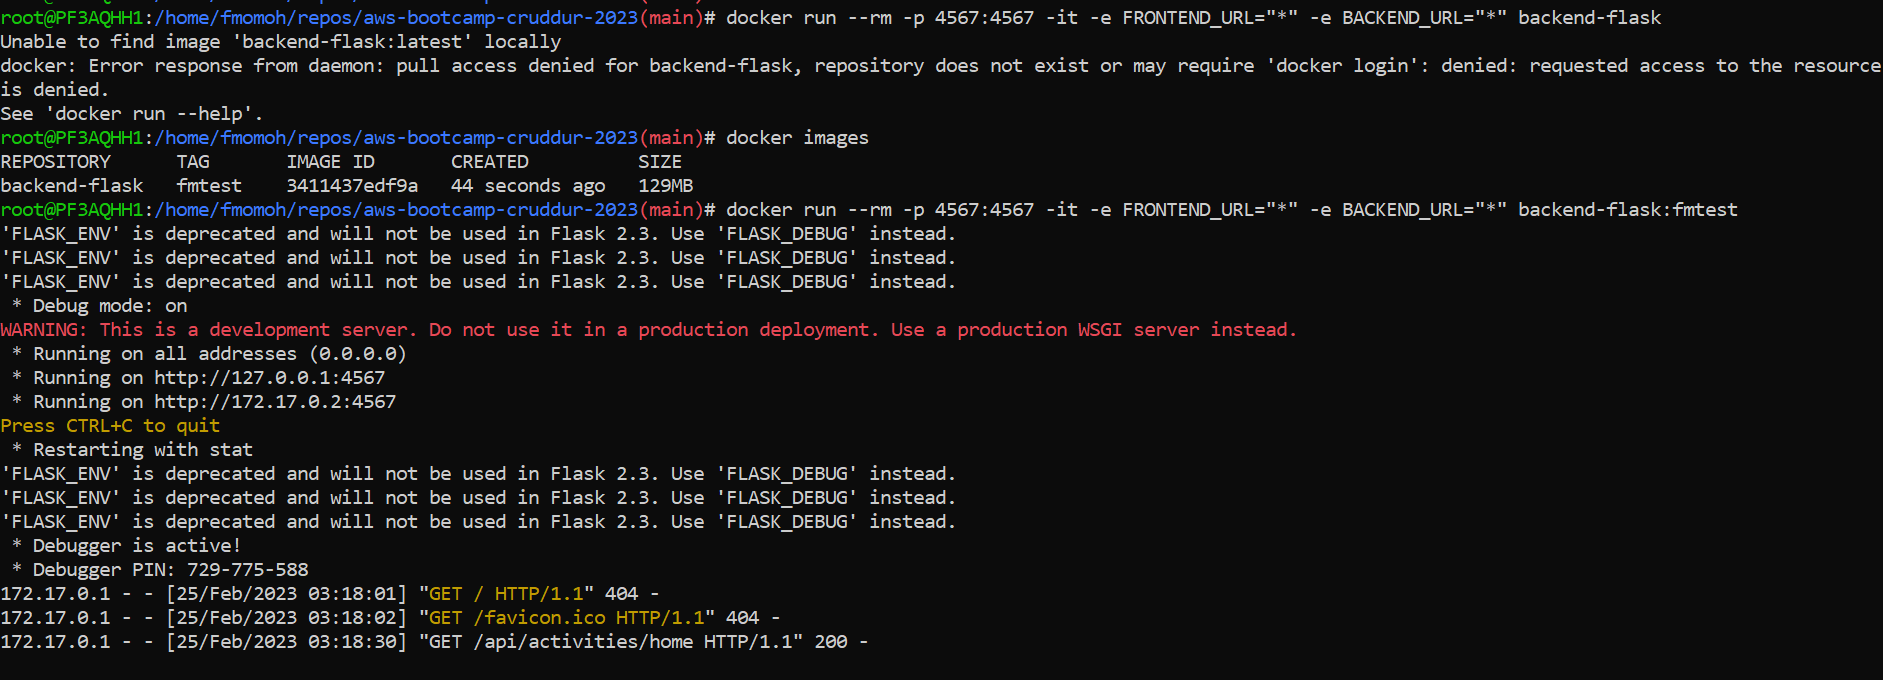 root@PF3AQHH1:/home/fmomoh/repos/aws-bootcamp-cruddur-2023(main)# docker run --rm -p 4567:4567 -it -e FRONTEND_URL="*" -e BACKEND_URL="*" backend-flask
Unable to find image 'backend-flask:latest' locally
docker: Error response from daemon: pull access denied for backend-flask, repository does not exist or may require 'docker login': denied: requested access to the resource
is denied.
See 'docker run --help'.
root@PF3AQHH1:/home/fmomoh/repos/aws-bootcamp-cruddur-2023(main)# docker images
REPOSITORY      TAG       IMAGE ID       CREATED          SIZE
backend-flask   fmtest    3411437edf9a   44 seconds ago   129MB
root@PF3AQHH1:/home/fmomoh/repos/aws-bootcamp-cruddur-2023(main)# docker run --rm -p 4567:4567 -it -e FRONTEND_URL="*" -e BACKEND_URL="*" backend-flask:fmtest
'FLASK_ENV' is deprecated and will not be used in Flask 2.3. Use 'FLASK_DEBUG' instead.
'FLASK_ENV' is deprecated and will not be used in Flask 2.3. Use 'FLASK_DEBUG' instead.
'FLASK_ENV' is deprecated and will not be used in Flask 2.3. Use 'FLASK_DEBUG' instead.
 * Debug mode: on
WARNING: This is a development server. Do not use it in a production deployment. Use a production WSGI server instead.
 * Running on all addresses (0.0.0.0)
 * Running on http://127.0.0.1:4567
 * Running on http://172.17.0.2:4567
Press CTRL+C to quit
 * Restarting with stat
'FLASK_ENV' is deprecated and will not be used in Flask 2.3. Use 'FLASK_DEBUG' instead.
'FLASK_ENV' is deprecated and will not be used in Flask 2.3. Use 'FLASK_DEBUG' instead.
'FLASK_ENV' is deprecated and will not be used in Flask 2.3. Use 'FLASK_DEBUG' instead.
 * Debugger is active!
 * Debugger PIN: 729-775-588
172.17.0.1 - - [25/Feb/2023 03:18:01] "GET / HTTP/1.1" 404 -
172.17.0.1 - - [25/Feb/2023 03:18:02] "GET /favicon.ico HTTP/1.1" 404 -
172.17.0.1 - - [25/Feb/2023 03:18:30] "GET /api/activities/home HTTP/1.1" 200 -